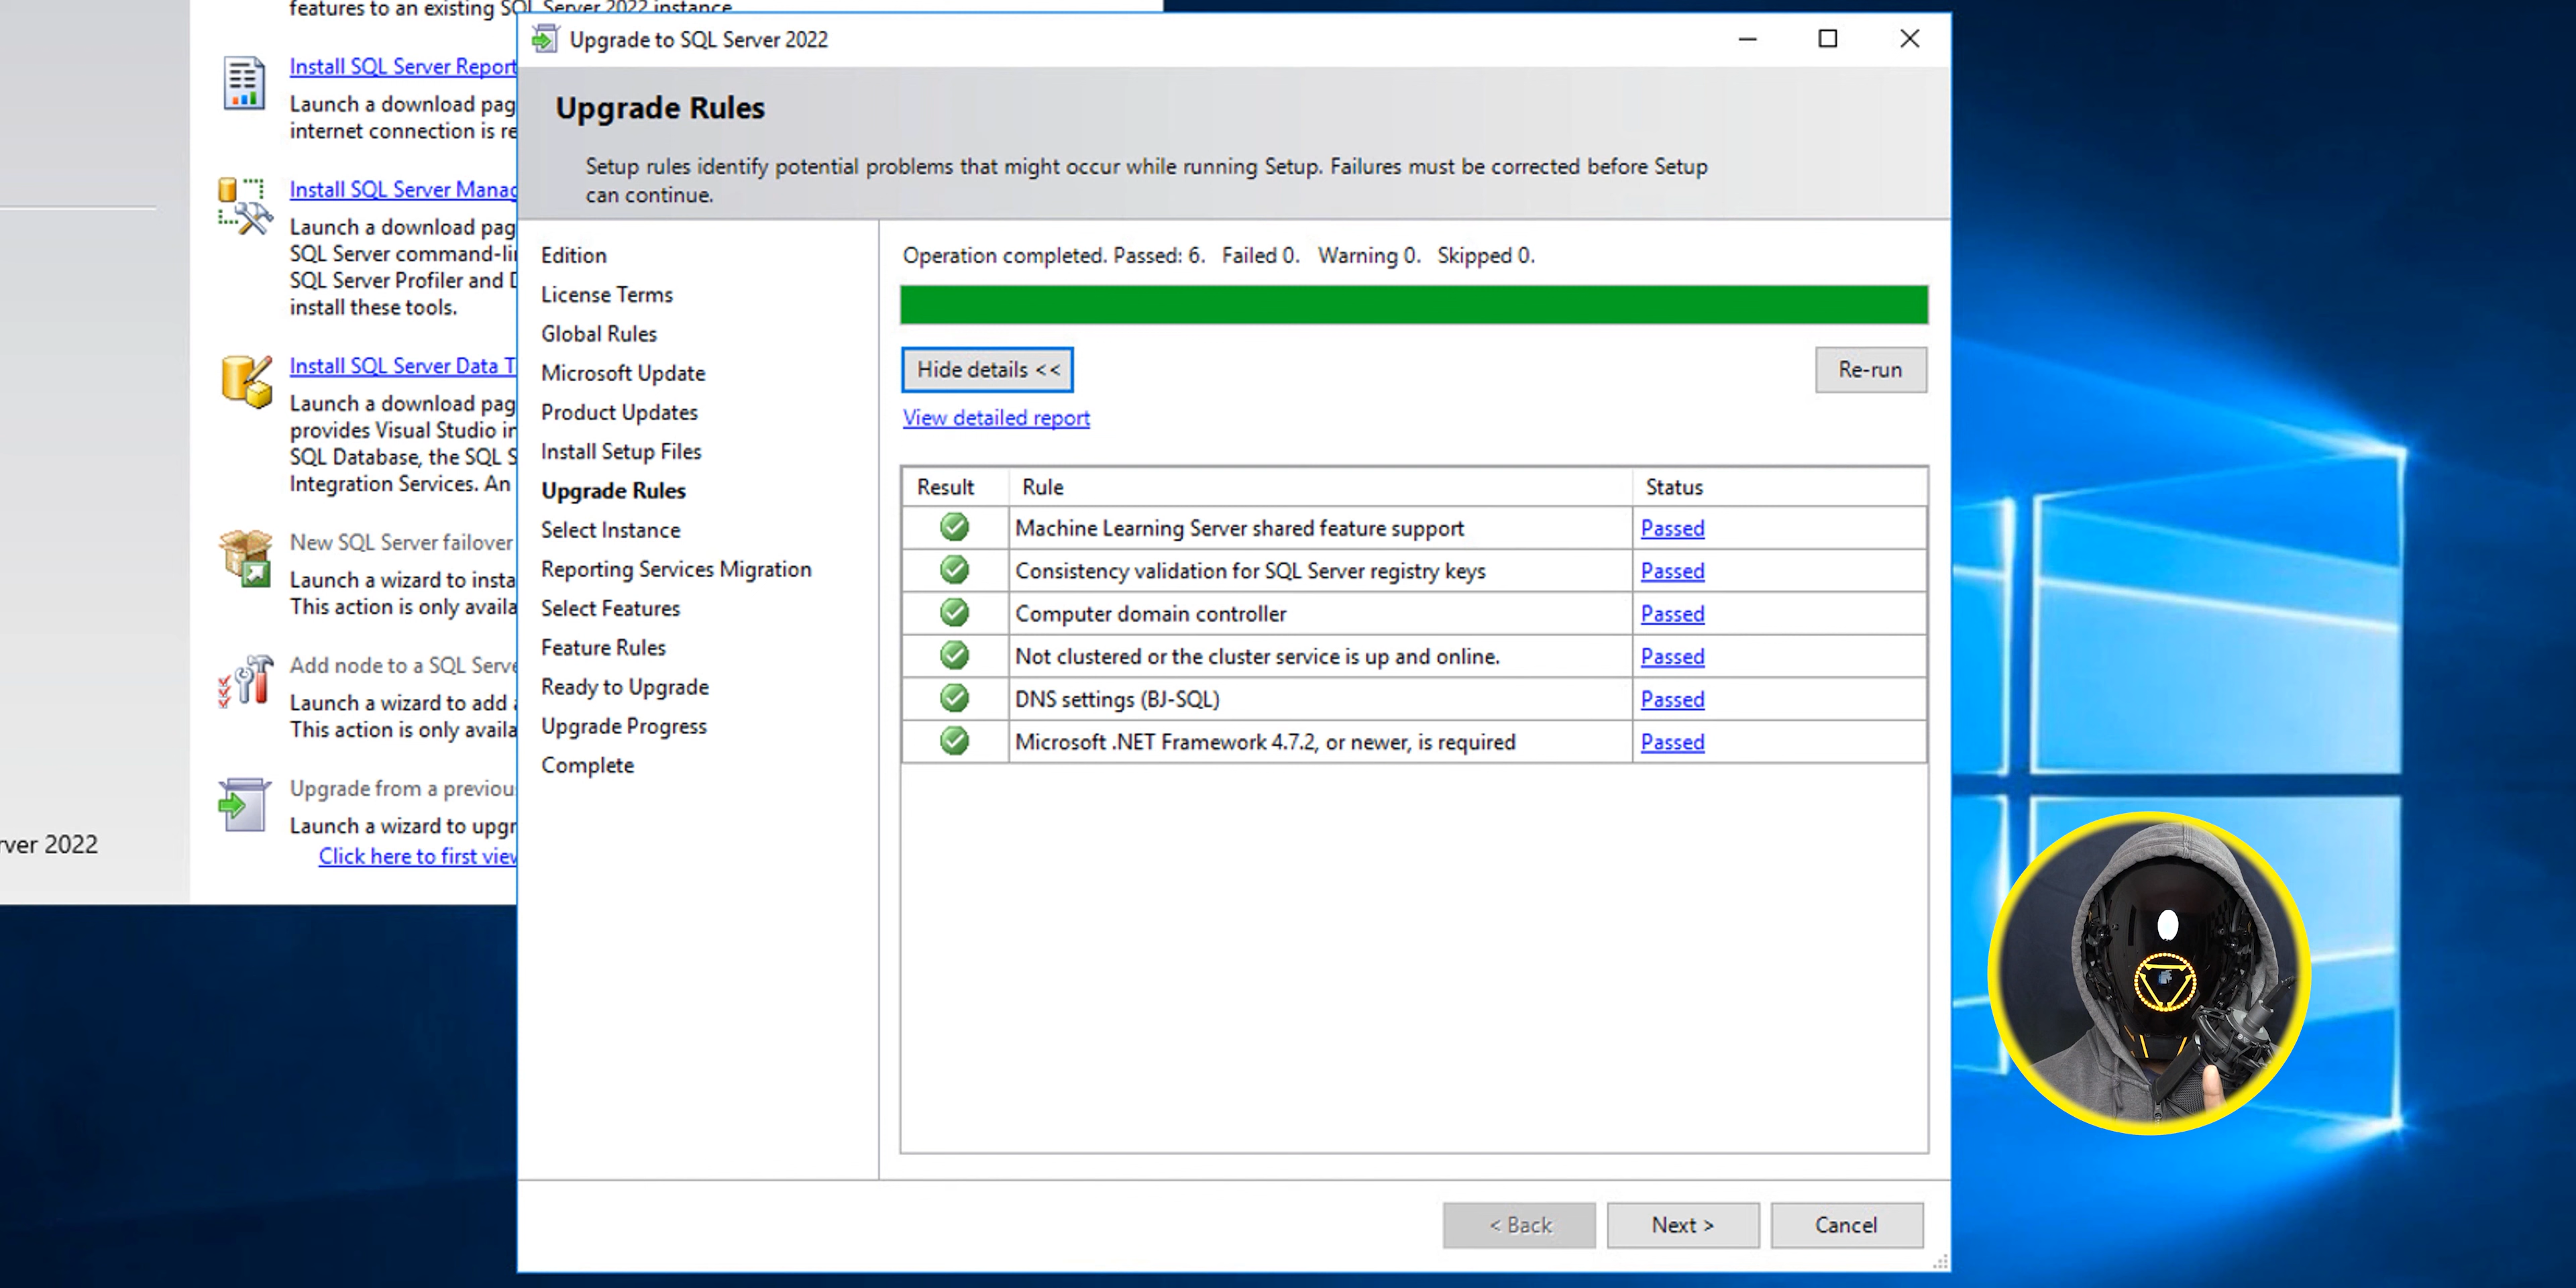 features to an existing SQL Server 2022 instance.
Install SQL Server Report
Launch a download pag
internet connection is re
Install SQL Server Manag
Launch a download pag
SQL Server command-li
SQL Server Profiler and D
install these tools.
Install SQL Server Data T
Launch a download pag
provides Visual Studio in
SQL Database, the SQL S
Integration Services. An
New SQL Server failover
Launch a wizard to insta
This action is only availa
Add node to a SQL Serve
Launch a wizard to add
This action is only availa
Upgrade from a previou
Launch a wizard to upgr
Click here to first view
rver 2022
Upgrade to SQL Server 2022
Upgrade Rules
Setup rules identify potential problems that might occur while running Setup. Failures must be corrected before Setup
can continue.
Edition
License Terms
Global Rules
Microsoft Update
Product Updates
Install Setup Files
Upgrade Rules
Select Instance
Reporting Services Migration
Select Features
Feature Rules
Ready to Upgrade
Upgrade Progress
Complete
Operation completed. Passed: 6. Failed 0. Warning 0. Skipped 0.
Hide details <<
Re-run
View detailed report
Result Rule Status
Machine Learning Server shared feature support Passed
Consistency validation for SQL Server registry keys Passed
Computer domain controller Passed
Not clustered or the cluster service is up and online. Passed
DNS settings (BJ-SQL) Passed
Microsoft .NET Framework 4.7.2, or newer, is required Passed
< Back Next > Cancel